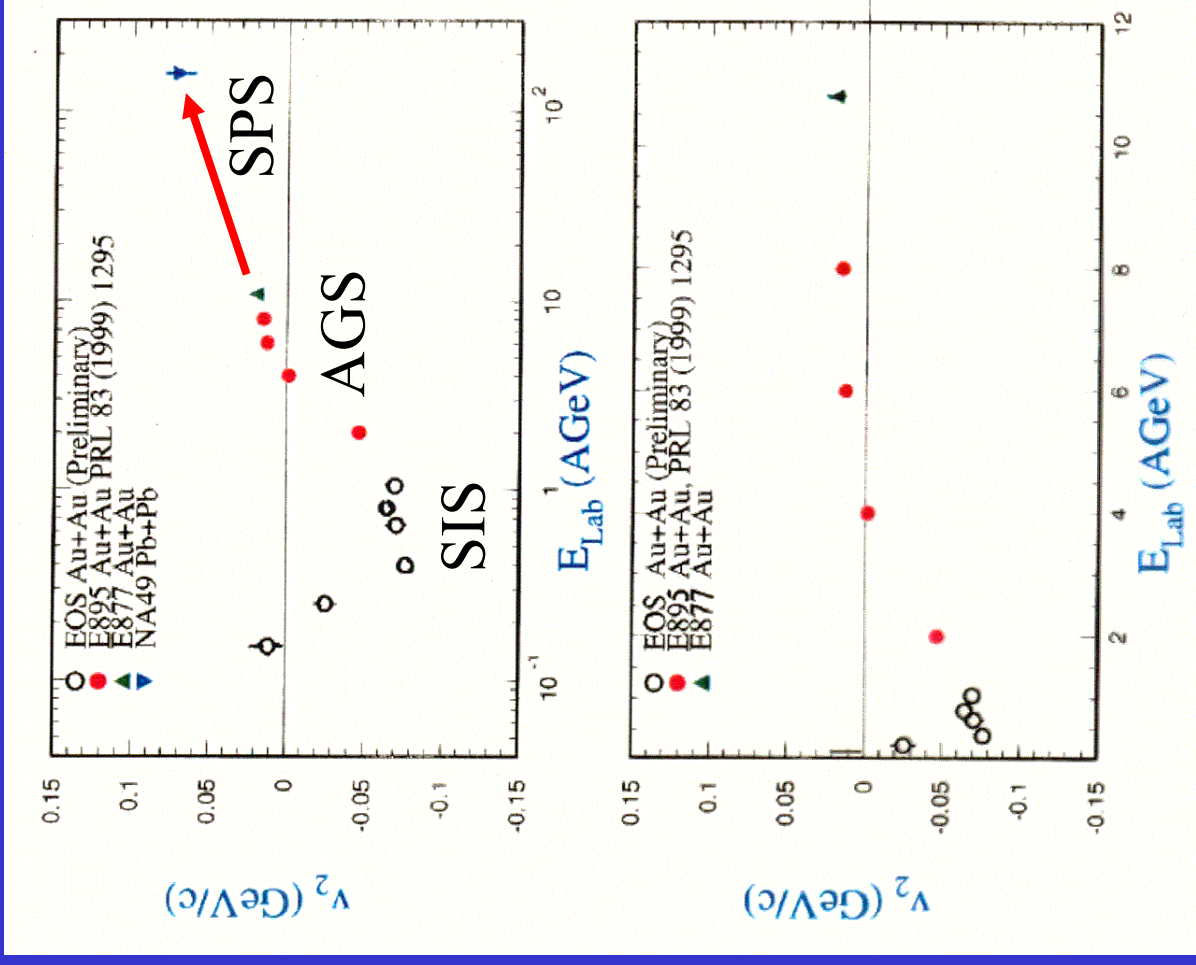 EOS Au+Au (Preliminary)
E895 Au+Au PRL 83 (1999) 1295
E877 Au+Au
NA49 Pb+Pb
SIS
AGS
SPS
0.15
0.1
0.05
0
-0.05
-0.1
-0.15
10⁻¹
1
10
10²
v₂ (GeV/c)
E_Lab (AGeV)
EOS Au+Au (Preliminary)
E895 Au+Au, PRL 83 (1999) 1295
E877 Au+Au
0.15
0.1
0.05
0
-0.05
-0.1
-0.15
2
4
6
8
10
12
v₂ (GeV/c)
E_Lab (AGeV)